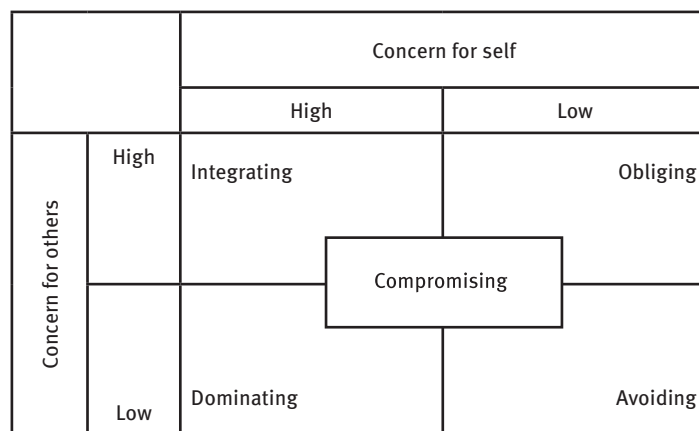 Concern for self
High
Low
Concern for others
High
Integrating
Obliging
Compromising
Low
Dominating
Avoiding